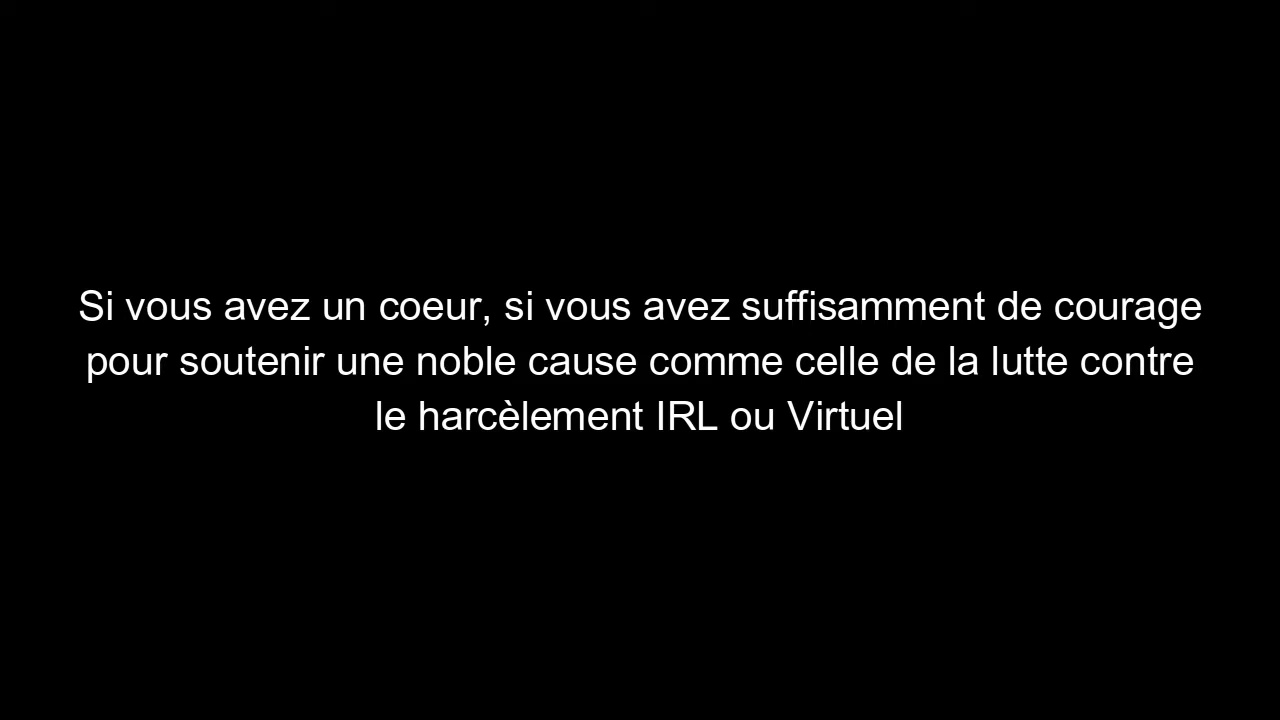 Si vous avez un coeur, si vous avez suffisamment de courage
pour soutenir une noble cause comme celle de la lutte contre
le harcèlement IRL ou Virtuel